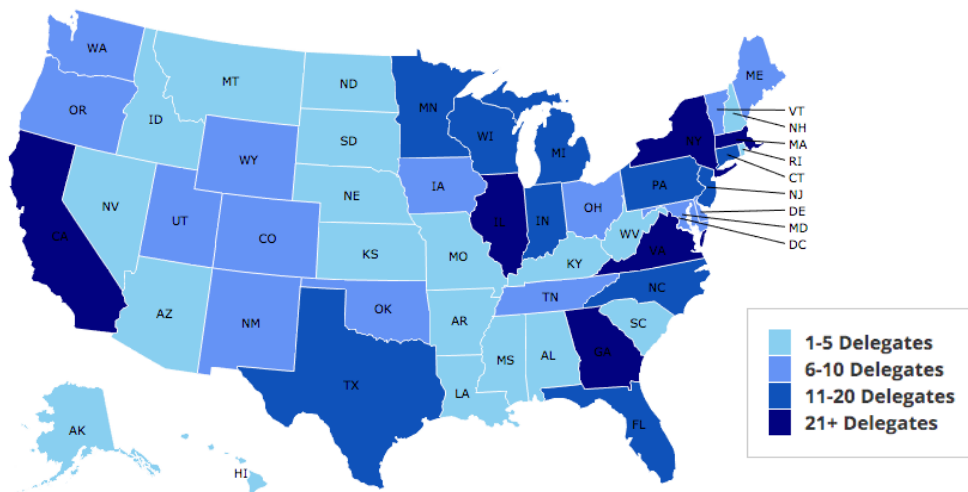 WA
MT
ND
MN
ME
OR
ID
SD
WI
MI
NY
VT
NH
MA
RI
CT
NJ
DE
MD
DC
WY
NE
IA
PA
NV
UT
CO
IL
IN
OH
WV
VA
CA
KS
MO
KY
AZ
NM
OK
AR
TN
NC
SC
MS
AL
GA
TX
LA
FL
AK
HI
1-5 Delegates
6-10 Delegates
11-20 Delegates
21+ Delegates